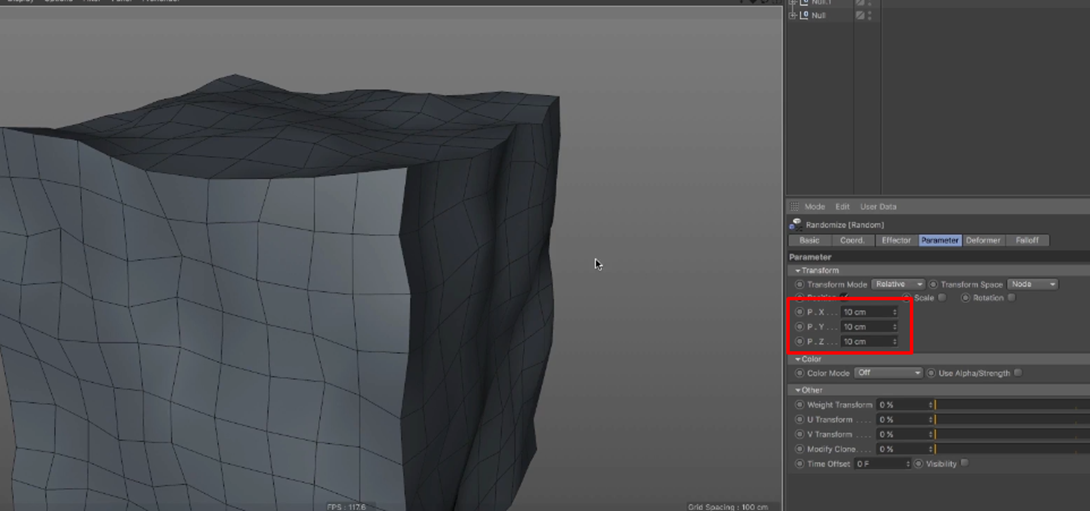 Null.1
Null
Mode Edit User Data
Randomize [Random]
Basic Coord. Effector Parameter Deformer Falloff
Parameter
Transform
Transform Mode Relative Transform Space Node
Scale Rotation
P . X . . . 10 cm
P . Y . . . 10 cm
P . Z . . . 10 cm
Color
Color Mode Off Use Alpha/Strength
Other
Weight Transform 0 %
U Transform . . . . 0 %
V Transform . . . . 0 %
Modify Clone. . . 0 %
Time Offset 0 F Visibility
FPS : 117.6
Grid Spacing : 100 cm